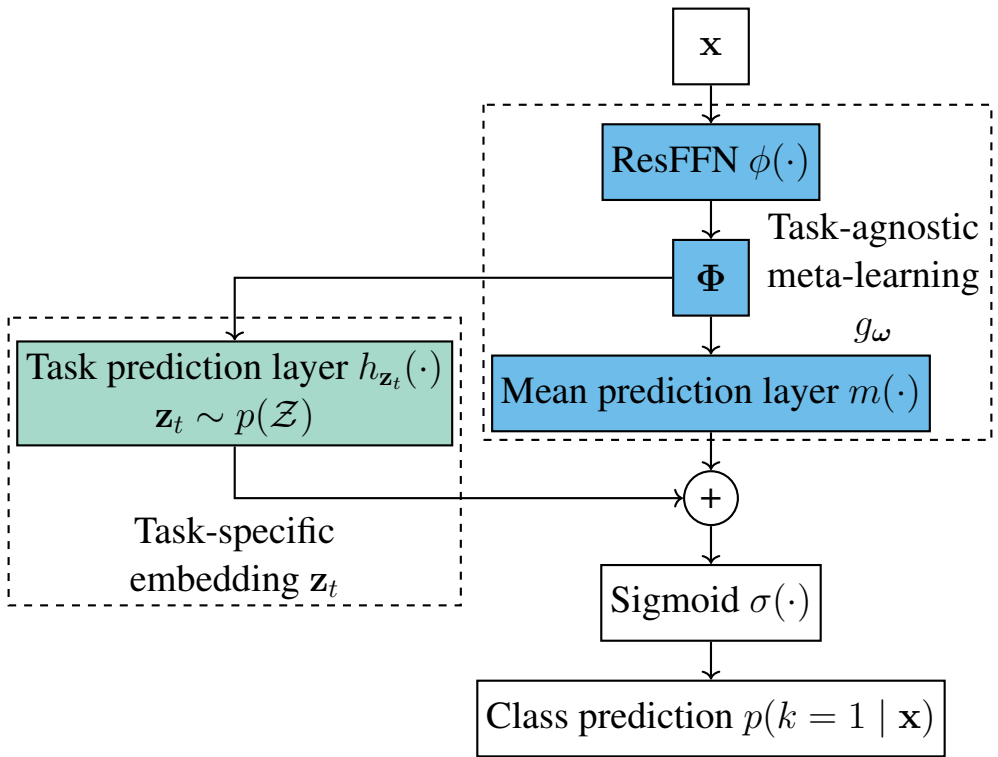 x
ResFFN ϕ(·)
Task-agnostic
meta-learning
g_ω
Φ
Mean prediction layer m(·)
Task prediction layer h_{z_t}(·)
z_t ∼ p(𝒵)
Task-specific
embedding z_t
+
Sigmoid σ(·)
Class prediction p(k = 1 | x)